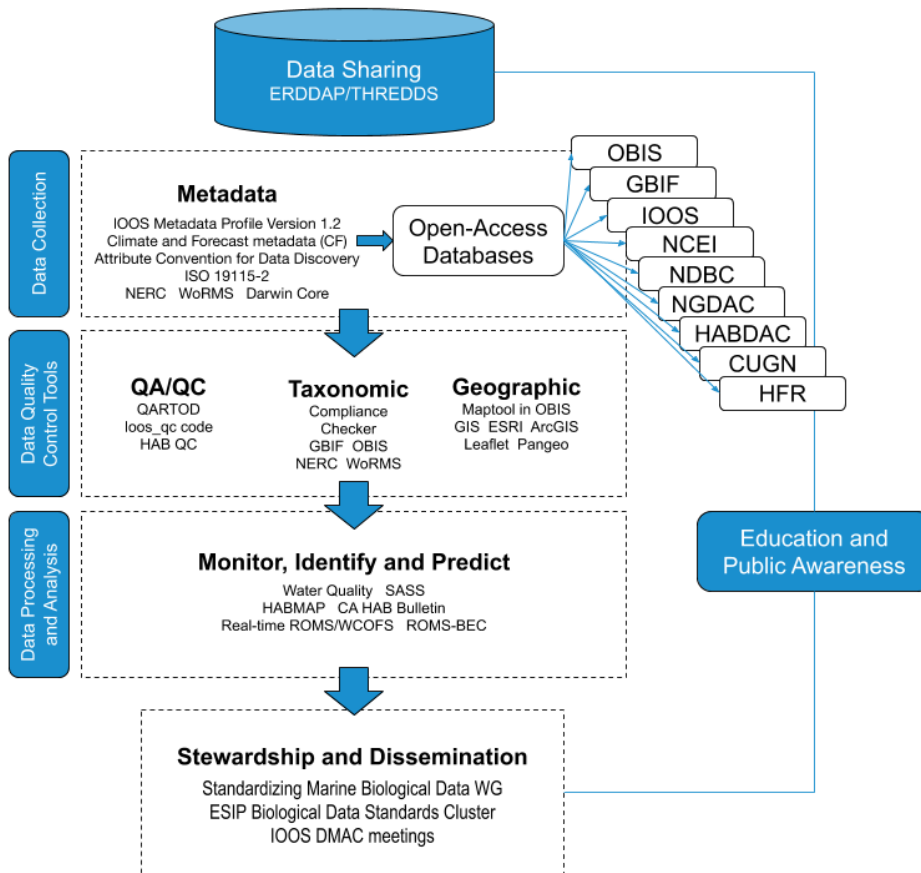 Data Sharing
ERDDAP/THREDDS
Data Collection
Metadata
IOOS Metadata Profile Version 1.2
Climate and Forecast metadata (CF)
Attribute Convention for Data Discovery
ISO 19115-2
NERC WoRMS Darwin Core
Open-Access
Databases
OBIS
GBIF
IOOS
NCEI
NDBC
NGDAC
HABDAC
CUGN
HFR
Data Quality
Control Tools
QA/QC
QARTOD
Ioos_qc code
HAB QC
Taxonomic
Compliance
Checker
GBIF OBIS
NERC WoRMS
Geographic
Maptool in OBIS
GIS ESRI ArcGIS
Leaflet Pangeo
Data Processing
and Analysis
Monitor, Identify and Predict
Water Quality SASS
HABMAP CA HAB Bulletin
Real-time ROMS/WCOFS ROMS-BEC
Education and
Public Awareness
Stewardship and Dissemination
Standardizing Marine Biological Data WG
ESIP Biological Data Standards Cluster
IOOS DMAC meetings